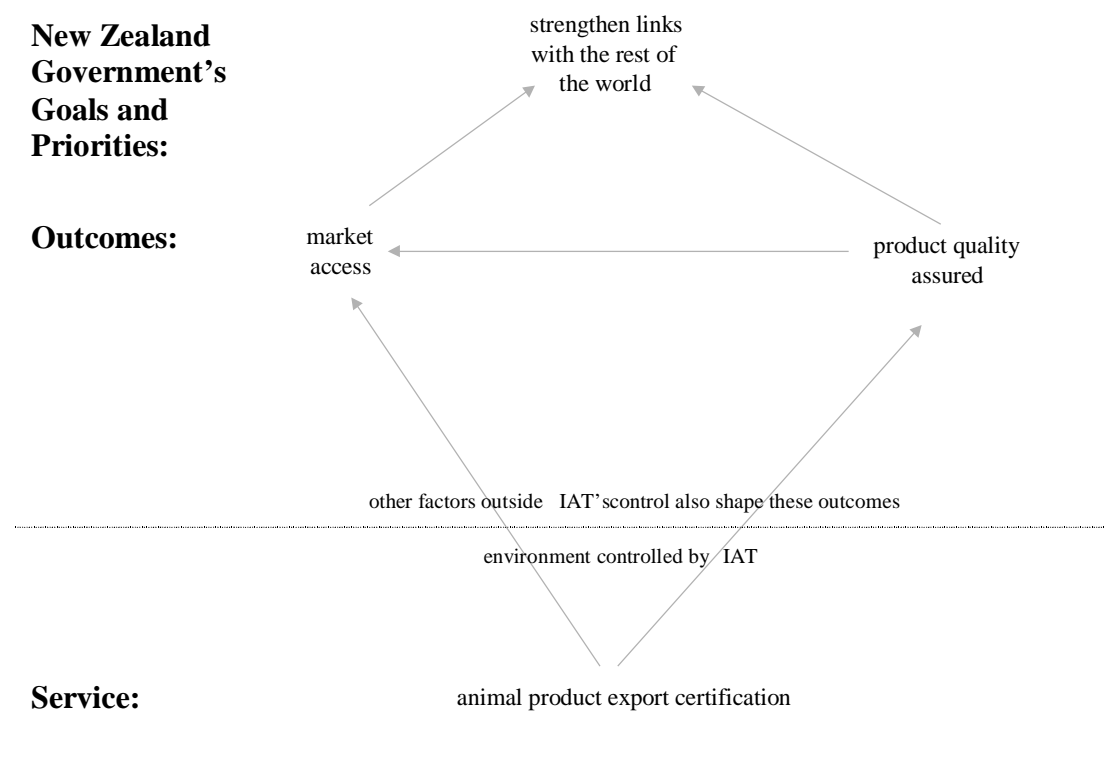 New Zealand
Government’s
Goals and
Priorities:
strengthen links
with the rest of
the world
Outcomes:
market
access
product quality
assured
other factors outside IAT’scontrol also shape these outcomes
environment controlled by IAT
Service:
animal product export certification